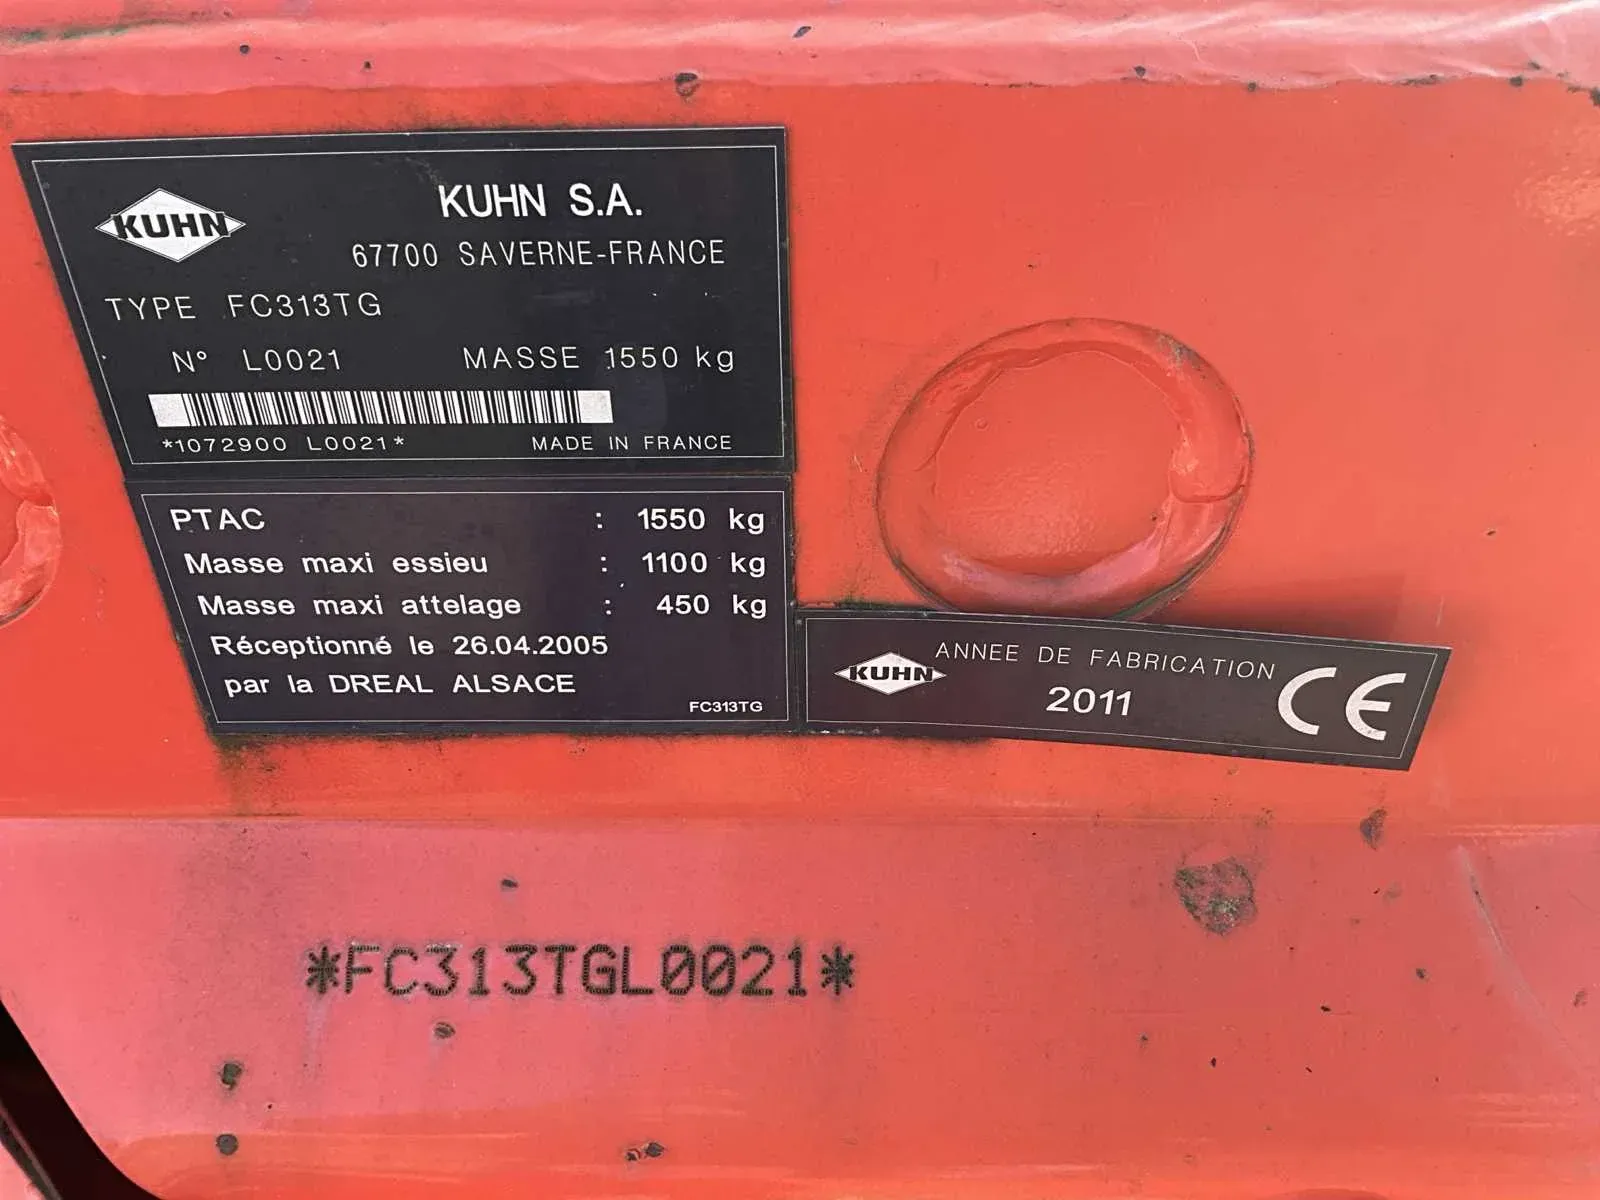 KUHN
KUHN S.A.
67700 SAVERNE-FRANCE
TYPE FC313TG
N° L0021 MASSE 1550 kg
*1072900 L0021* MADE IN FRANCE
PTAC : 1550 kg
Masse maxi essieu : 1100 kg
Masse maxi attelage : 450 kg
Réceptionné le 26.04.2005
par la DREAL ALSACE
FC313TG
KUHN
ANNEE DE FABRICATION
2011
CE
*FC313TGL0021*